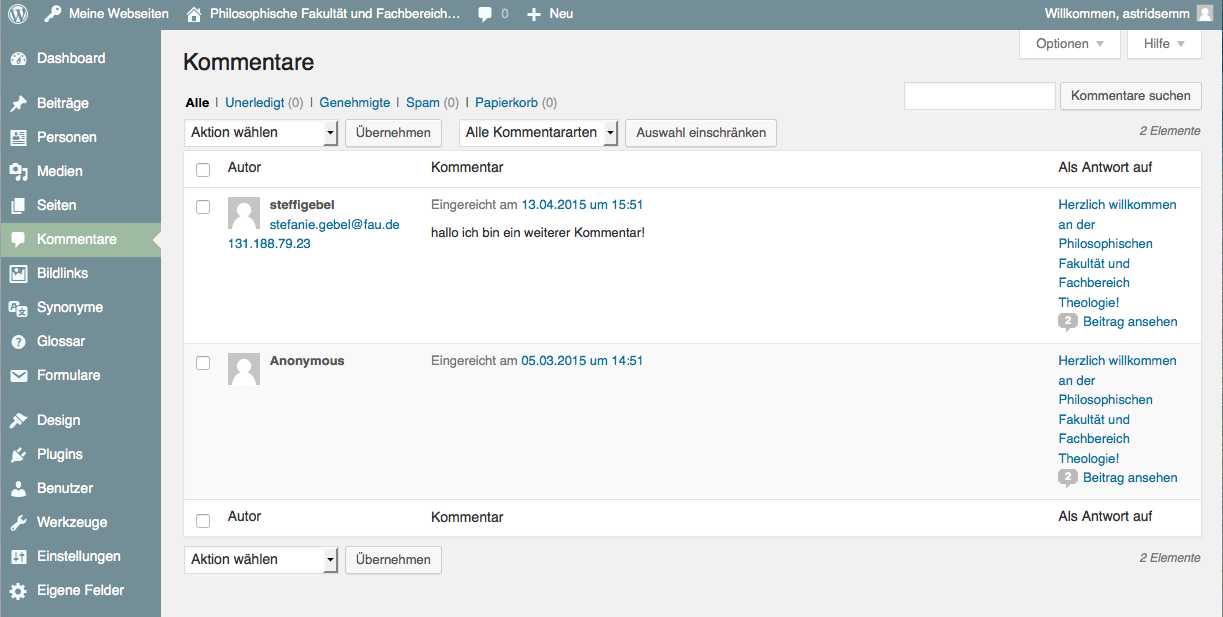 Meine Webseiten Philosophische Fakultät und Fachbereich... 0 Neu Willkommen, astridsemm
Optionen Hilfe
Dashboard
Beiträge
Personen
Medien
Seiten
Kommentare
Bildlinks
Synonyme
Glossar
Formulare
Design
Plugins
Benutzer
Werkzeuge
Einstellungen
Eigene Felder
Kommentare
Alle | Unerledigt (0) | Genehmigte | Spam (0) | Papierkorb (0)
Kommentare suchen
Aktion wählen Übernehmen Alle Kommentararten Auswahl einschränken
2 Elemente
Autor Kommentar Als Antwort auf
steffigebel
stefanie.gebel@fau.de
131.188.79.23
Eingereicht am 13.04.2015 um 15:51
hallo ich bin ein weiterer Kommentar!
Herzlich willkommen
an der
Philosophischen
Fakultät und
Fachbereich
Theologie!
2 Beitrag ansehen
Anonymous
Eingereicht am 05.03.2015 um 14:51
Herzlich willkommen
an der
Philosophischen
Fakultät und
Fachbereich
Theologie!
2 Beitrag ansehen
Autor Kommentar Als Antwort auf
Aktion wählen Übernehmen
2 Elemente